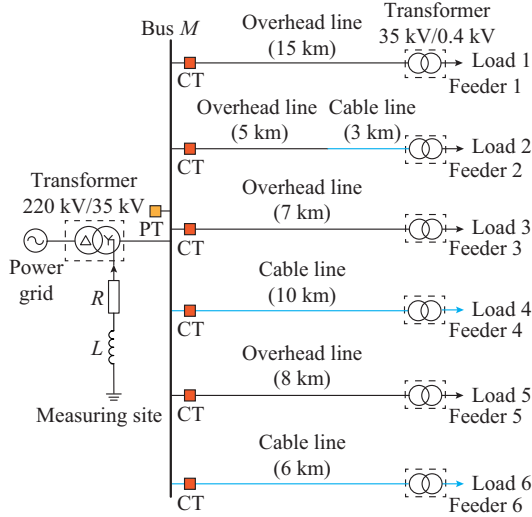 Bus M
Overhead line
(15 km)
Transformer
35 kV/0.4 kV
CT
Load 1
Feeder 1
Overhead line
(5 km)
Cable line
(3 km)
CT
Load 2
Feeder 2
Transformer
220 kV/35 kV
PT
Power
grid
R
L
Measuring site
Overhead line
(7 km)
CT
Load 3
Feeder 3
Cable line
(10 km)
CT
Load 4
Feeder 4
Overhead line
(8 km)
CT
Load 5
Feeder 5
Cable line
(6 km)
CT
Load 6
Feeder 6